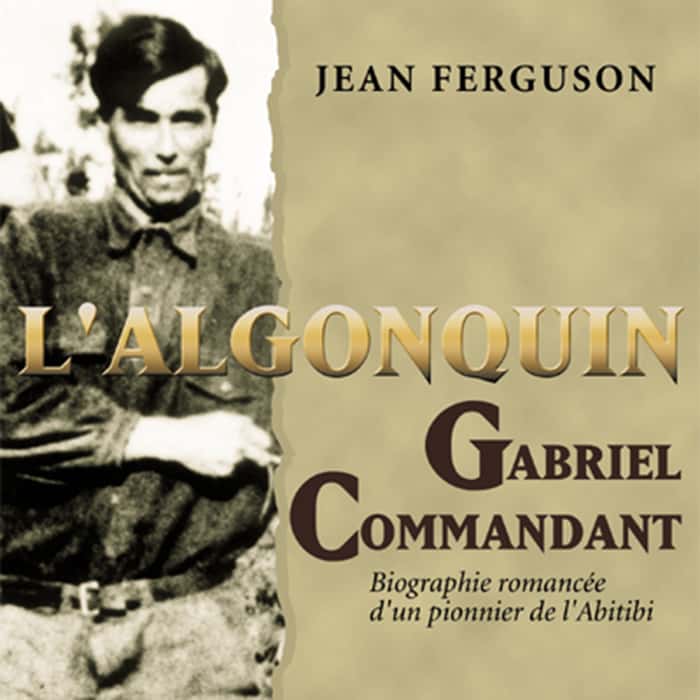 JEAN FERGUSON
L'ALGONQUIN
GABRIEL
COMMANDANT
Biographie romancée
d'un pionnier de l'Abitibi